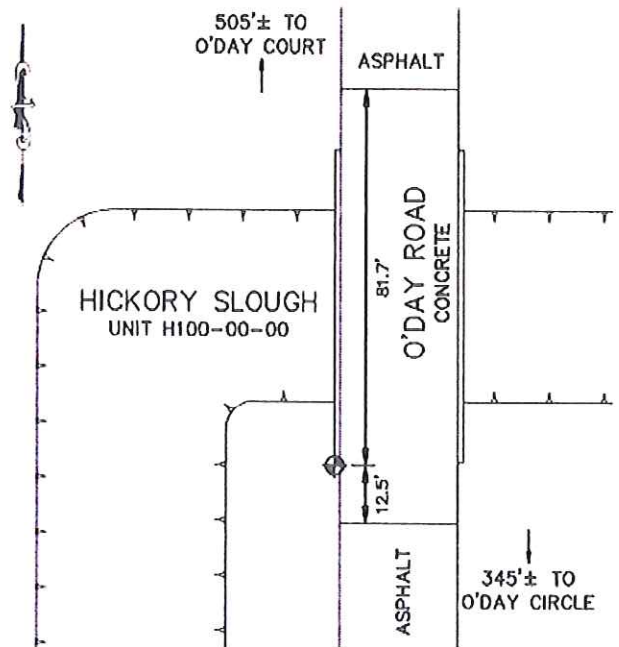 505'± TO
O'DAY COURT
ASPHALT
81.7'
O'DAY ROAD
CONCRETE
HICKORY SLOUGH
UNIT H100-00-00
12.5'
ASPHALT
345'± TO
O'DAY CIRCLE